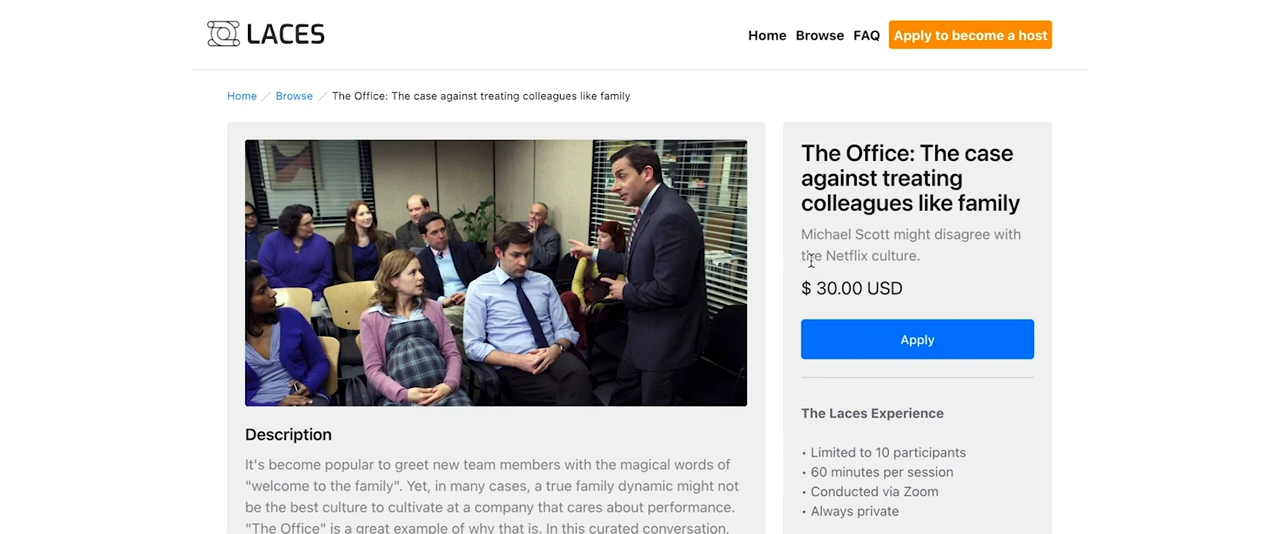 LACES
Home Browse FAQ Apply to become a host
Home / Browse / The Office: The case against treating colleagues like family
The Office: The case
against treating
colleagues like family
Michael Scott might disagree with
the Netflix culture.
$ 30.00 USD
Apply
The Laces Experience
• Limited to 10 participants
• 60 minutes per session
• Conducted via Zoom
• Always private
Description
It's become popular to greet new team members with the magical words of
"welcome to the family". Yet, in many cases, a true family dynamic might not
be the best culture to cultivate at a company that cares about performance.
"The Office" is a great example of why that is. In this curated conversation,